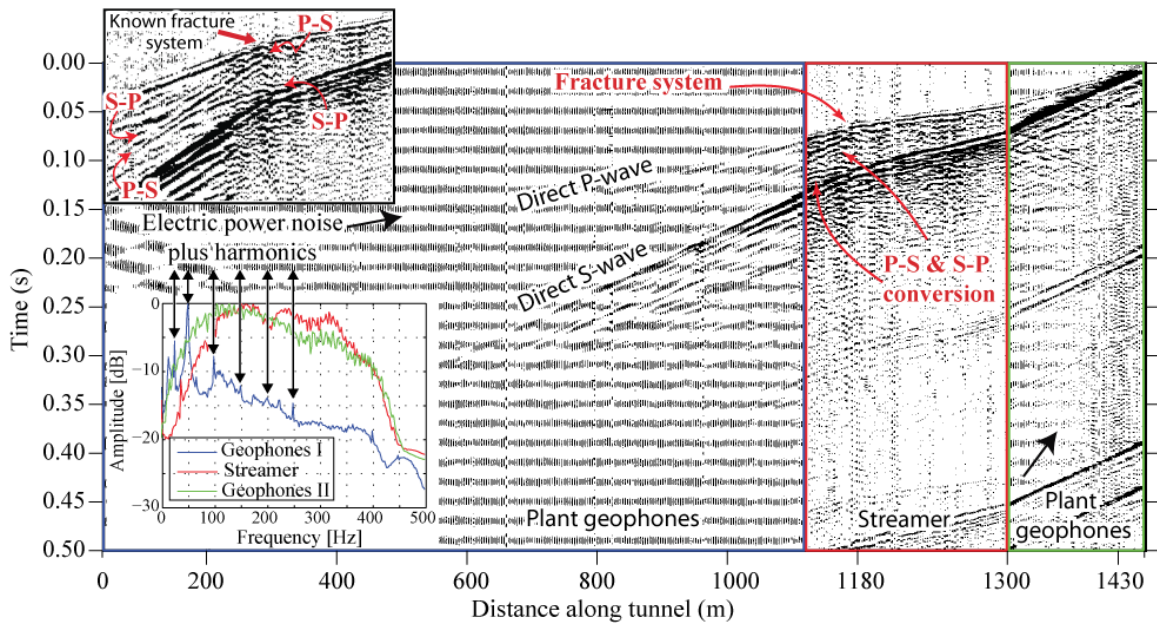 Known fracture
system
P-S
S-P
S-P
P-S
0.00
0.05
0.10
0.15
0.20
0.25
0.30
0.35
0.40
0.45
0.50
Time (s)
Fracture system
Direct P-wave
Electric power noise
plus harmonics
Direct S-wave
P-S & S-P
conversion
0
-10
-20
-30
Amplitude [dB]
Geophones I
Streamer
Geophones II
0
100
200
300
400
500
Frequency [Hz]
Plant geophones
Streamer
Plant
geophones
0
200
400
600
800
1000
1180
1300
1430
Distance along tunnel (m)